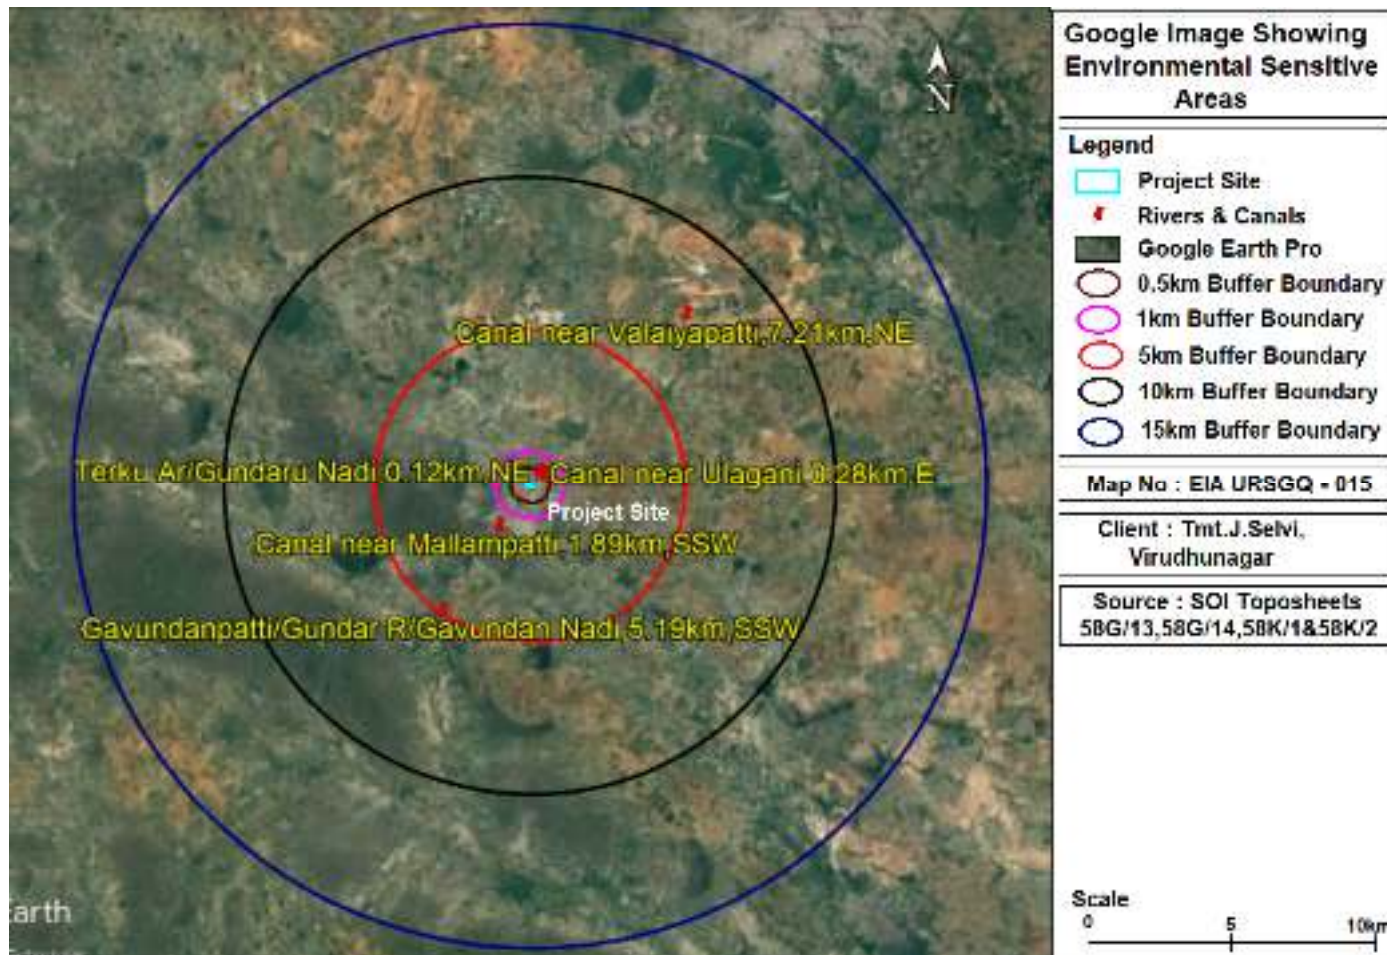 Google Image Showing
Environmental Sensitive
Areas
Legend
Project Site
Rivers & Canals
Google Earth Pro
0.5km Buffer Boundary
1km Buffer Boundary
5km Buffer Boundary
10km Buffer Boundary
15km Buffer Boundary
Map No : EIA URSGQ - 015
Client : Tmt.J.Selvi,
Virudhunagar
Source : SOI Toposheets
58G/13,58G/14,58K/1&58K/2
Scale
0 5 10km
N
Canal near Valaiyapatti,7.21km,NE
Terku Ar/Gundaru Nadi,0.12km,NE
Canal near Ulagani 0.28km,E
Project Site
Canal near Mallampatti,1.89km,SSW
Gavundanpatti/Gundar R/Gavundan Nadi,5.19km,SSW
arth